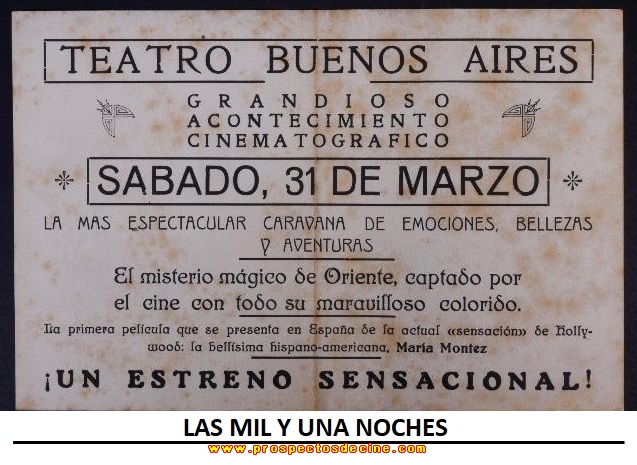 TEATRO BUENOS AIRES
GRANDIOSO
ACONTECIMIENTO
CINEMATOGRAFICO
SABADO, 31 DE MARZO
LA MAS ESPECTACULAR CARAVANA DE EMOCIONES, BELLEZAS
Y AVENTURAS
El misterio mágico de Oriente, captado por
el cine con todo su maravilloso colorido.
La primera película que se presenta en España de la actual «sensación» de Holly-
wood: la bellísima hispano-americana, María Montez
¡UN ESTRENO SENSACIONAL!
LAS MIL Y UNA NOCHES
www.prospectosdecine.com